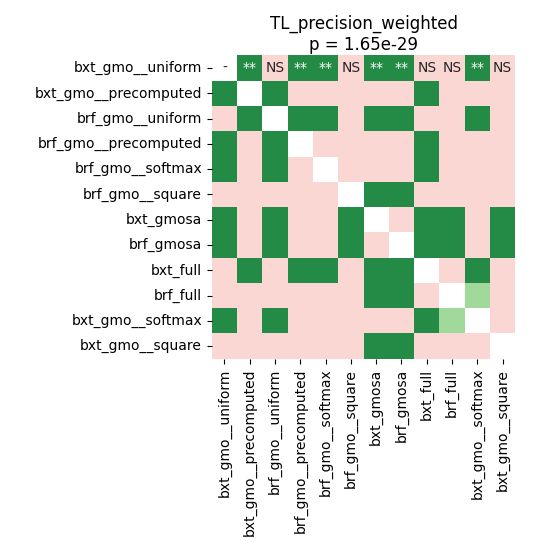 TL_precision_weighted
p = 1.65e-29
bxt_gmo__uniform
- ** NS ** ** NS ** ** NS NS ** NS
bxt_gmo__precomputed
brf_gmo__uniform
brf_gmo__precomputed
brf_gmo__softmax
brf_gmo__square
bxt_gmosa
brf_gmosa
bxt_full
brf_full
bxt_gmo__softmax
bxt_gmo__square
bxt_gmo__uniform
bxt_gmo__precomputed
brf_gmo__uniform
brf_gmo__precomputed
brf_gmo__softmax
brf_gmo__square
bxt_gmosa
brf_gmosa
bxt_full
brf_full
bxt_gmo__softmax
bxt_gmo__square